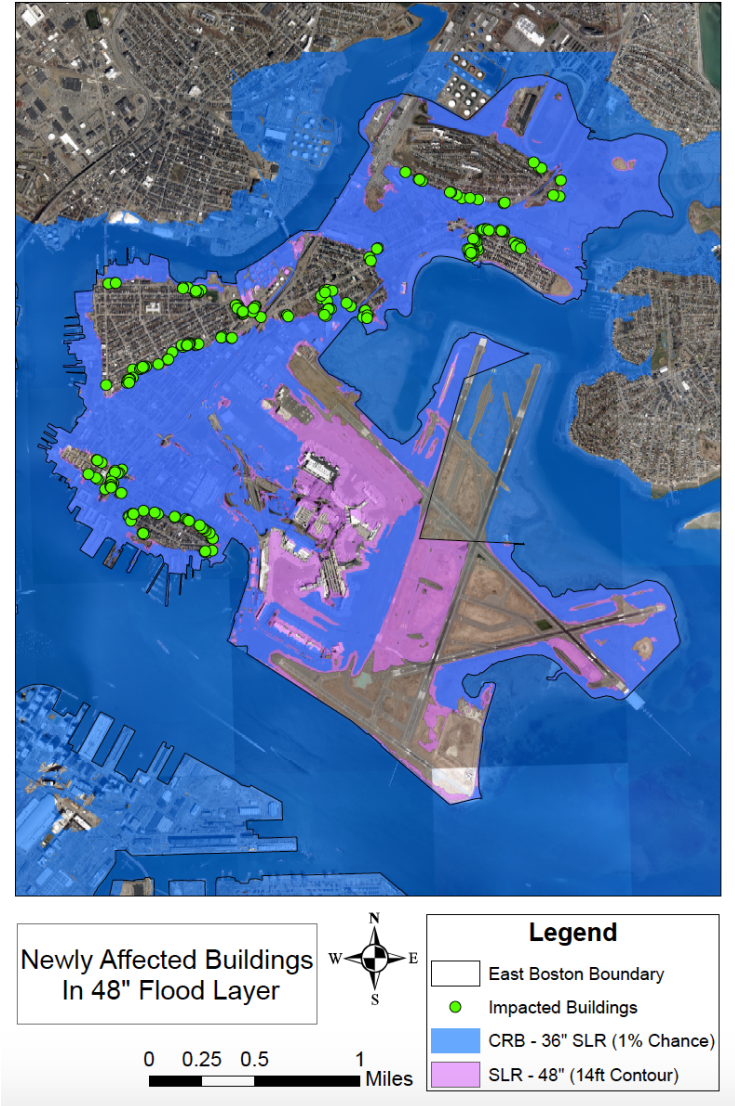 Newly Affected Buildings
In 48" Flood Layer
N
W
E
S
0 0.25 0.5 1
Miles
Legend
East Boston Boundary
Impacted Buildings
CRB - 36" SLR (1% Chance)
SLR - 48" (14ft Contour)